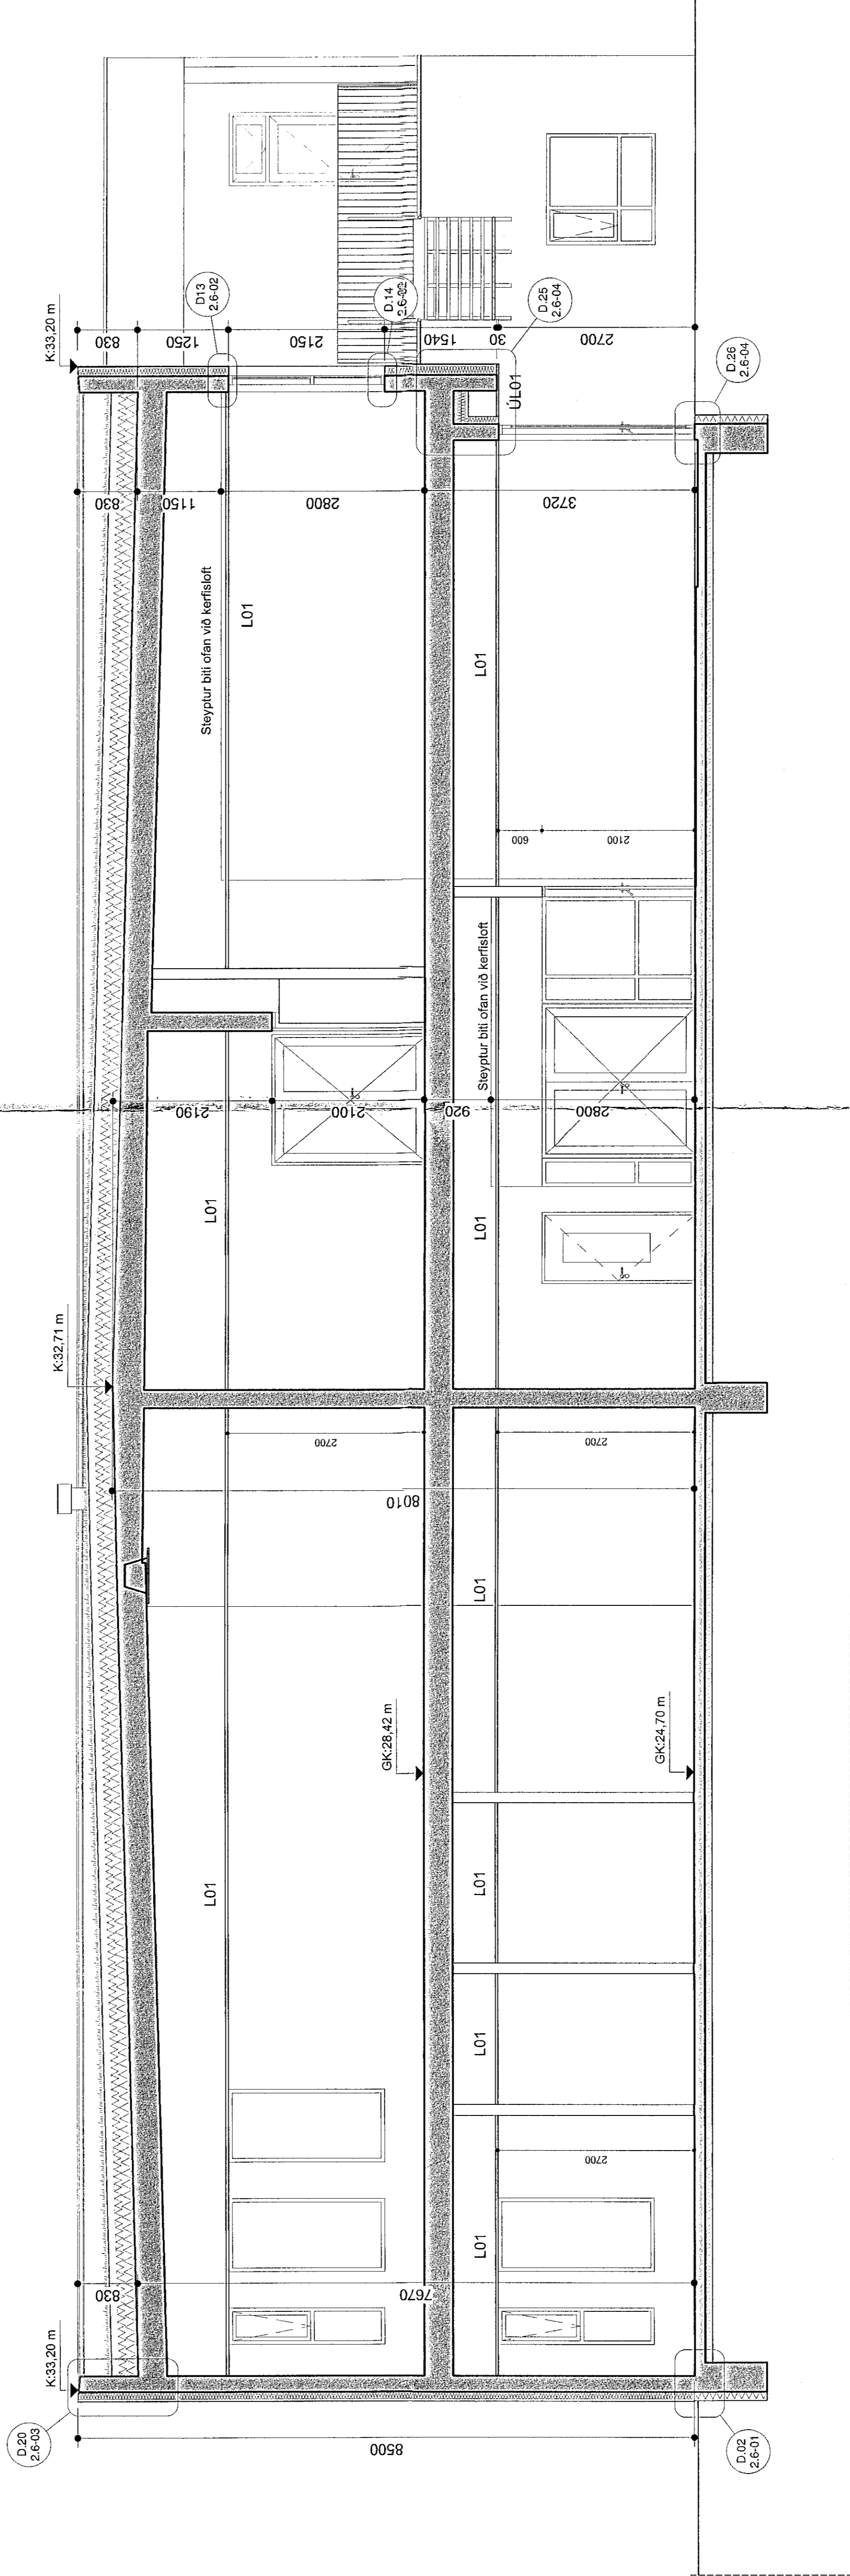 K:33,20 m
830
1250
2150
1540
30
2700
D13
2.6-02
D.14
2.6-02
D.25
2.6-04
D.26
2.6-04
ÚL01
830
1150
2800
3720
Steyptur biti ofan við kerfisloft
L01
L01
600
2100
Steyptur biti ofan við kerfisloft
2190
2100
920
2800
L01
L01
K:32,71 m
2700
2700
8010
L01
GK:28,42 m
GK:24,70 m
L01
L01
L01
2700
L01
830
7670
K:33,20 m
D.20
2.6-03
D.02
2.6-01
8500